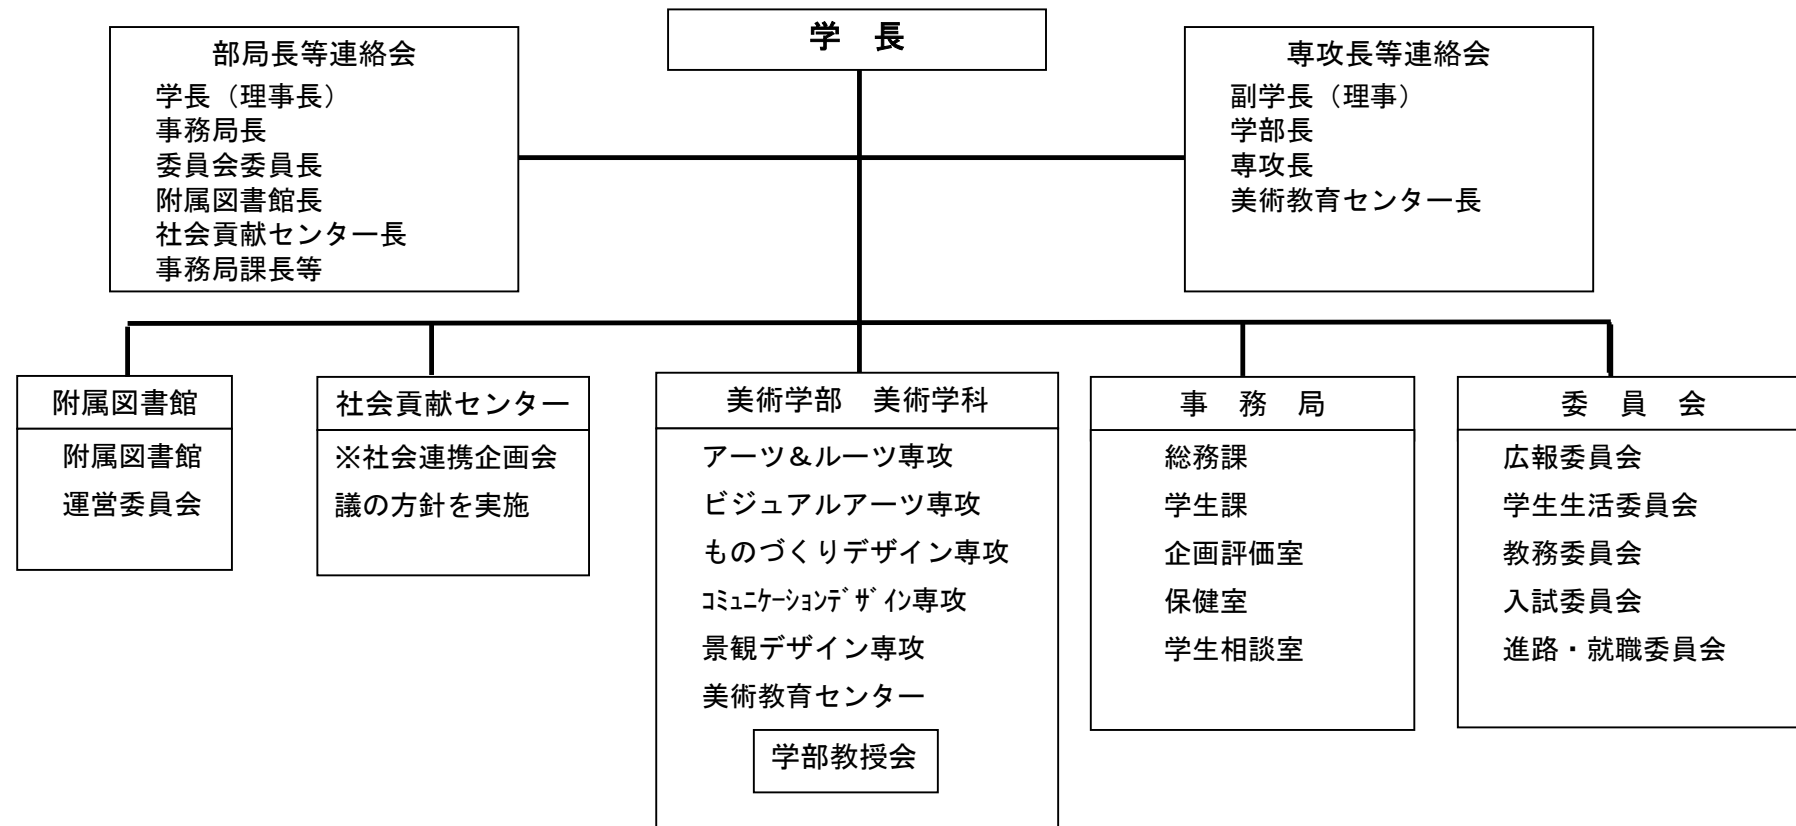 学　長
部局長等連絡会
学長（理事長）
事務局長
委員会委員長
附属図書館長
社会貢献センター長
事務局課長等
専攻長等連絡会
副学長（理事）
学部長
専攻長
美術教育センター長
附属図書館
附属図書館
運営委員会
社会貢献センター
※社会連携企画会
議の方針を実施
美術学部　美術学科
アーツ＆ルーツ専攻
ビジュアルアーツ専攻
ものづくりデザイン専攻
ｺﾐｭﾆｹｰｼｮﾝﾃﾞｻﾞｲﾝ専攻
景観デザイン専攻
美術教育センター
学部教授会
事　務　局
総務課
学生課
企画評価室
保健室
学生相談室
委　員　会
広報委員会
学生生活委員会
教務委員会
入試委員会
進路・就職委員会